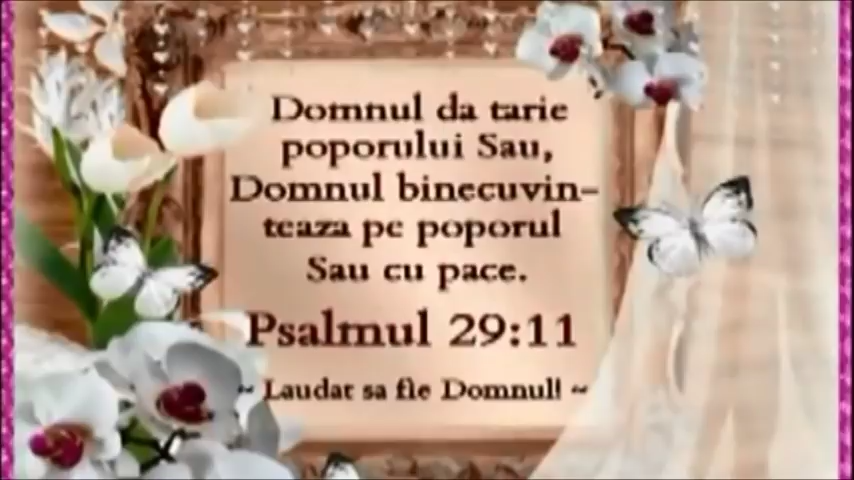 Domnul da tarie
poporului Sau,
Domnul binecuvin-
teaza pe poporul
Sau cu pace.
Psalmul 29:11
~ Laudat sa fie Domnul! ~